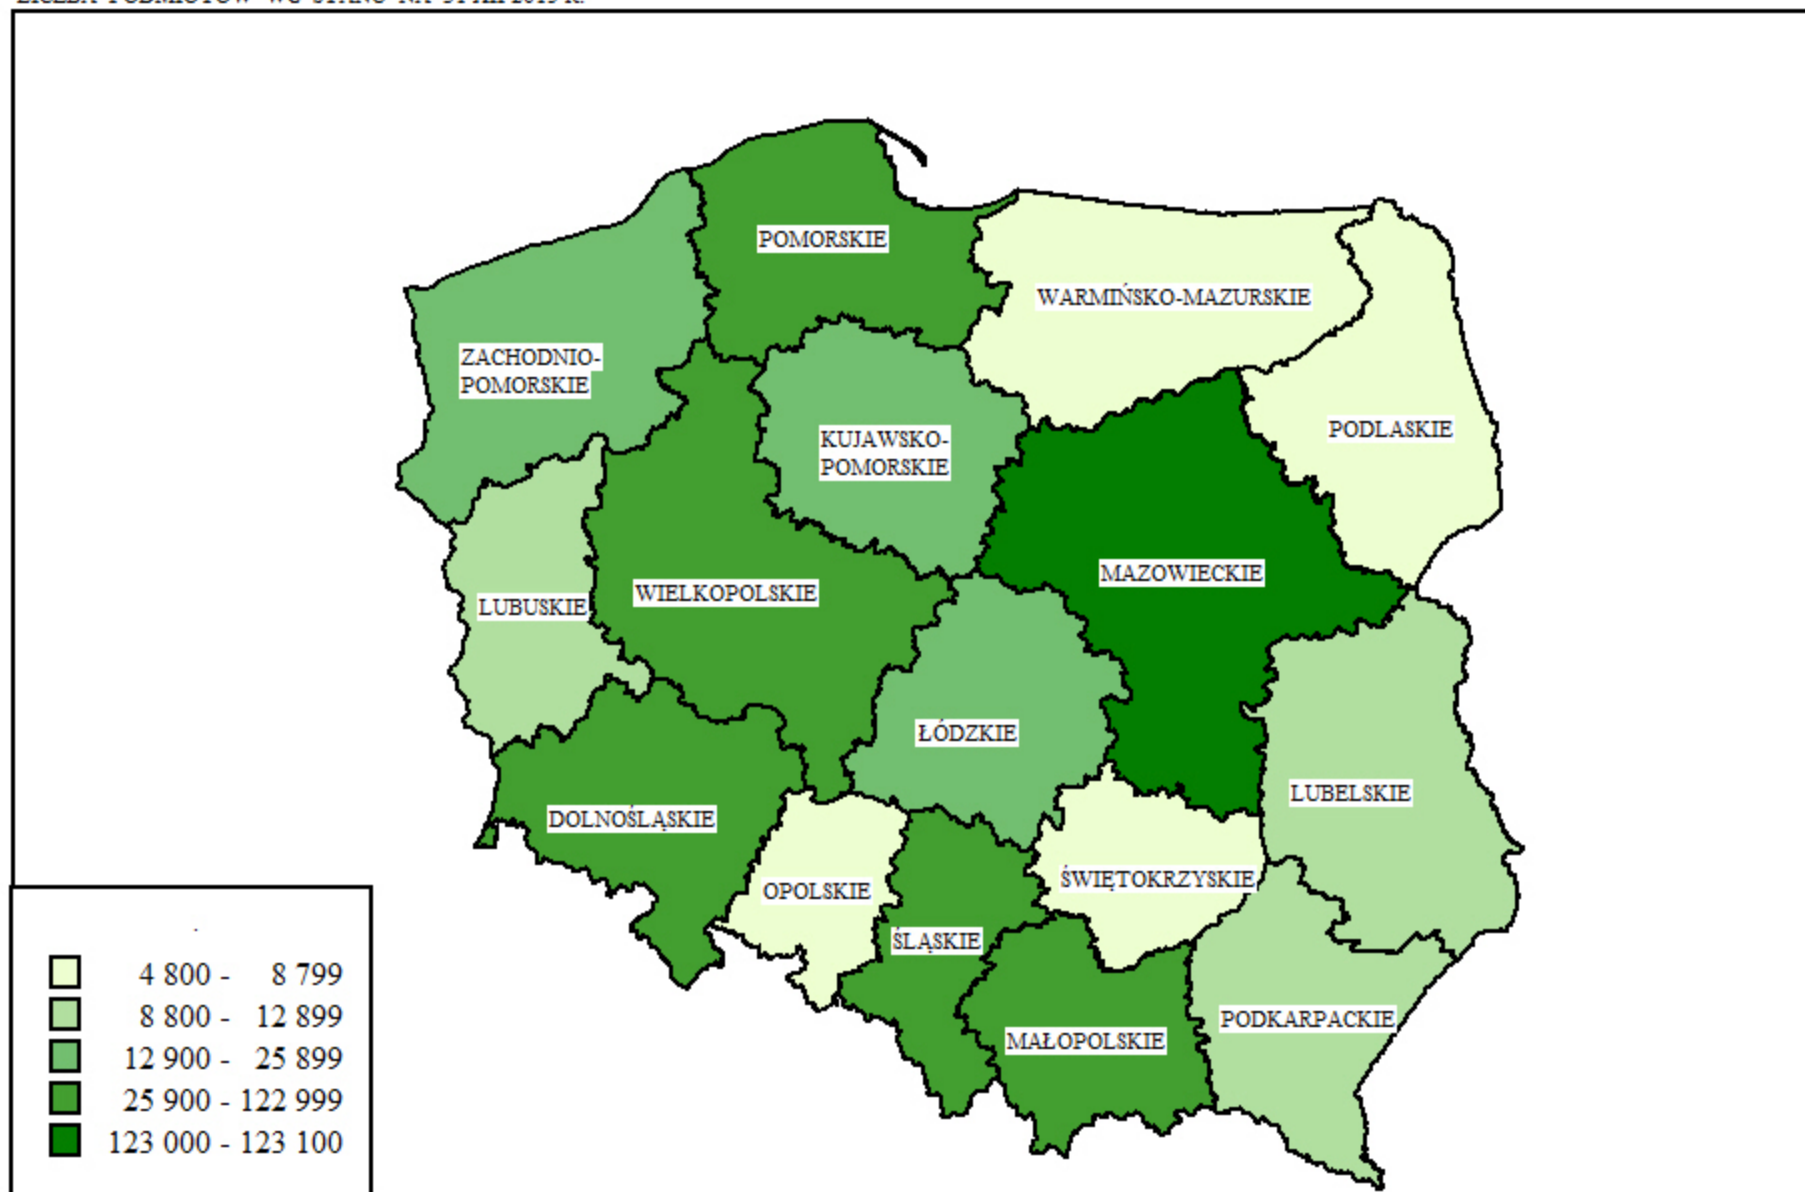 POMORSKIE
WARMIŃSKO-MAZURSKIE
ZACHODNIO-
POMORSKIE
KUJAWSKO-
POMORSKIE
PODLASKIE
MAZOWIECKIE
WIELKOPOLSKIE
LUBUSKIE
ŁÓDZKIE
LUBELSKIE
DOLNOŚLĄSKIE
OPOLSKIE
ŚWIĘTOKRZYSKIE
ŚLĄSKIE
PODKARPACKIE
MAŁOPOLSKIE
4 800 - 8 799
8 800 - 12 899
12 900 - 25 899
25 900 - 122 999
123 000 - 123 100